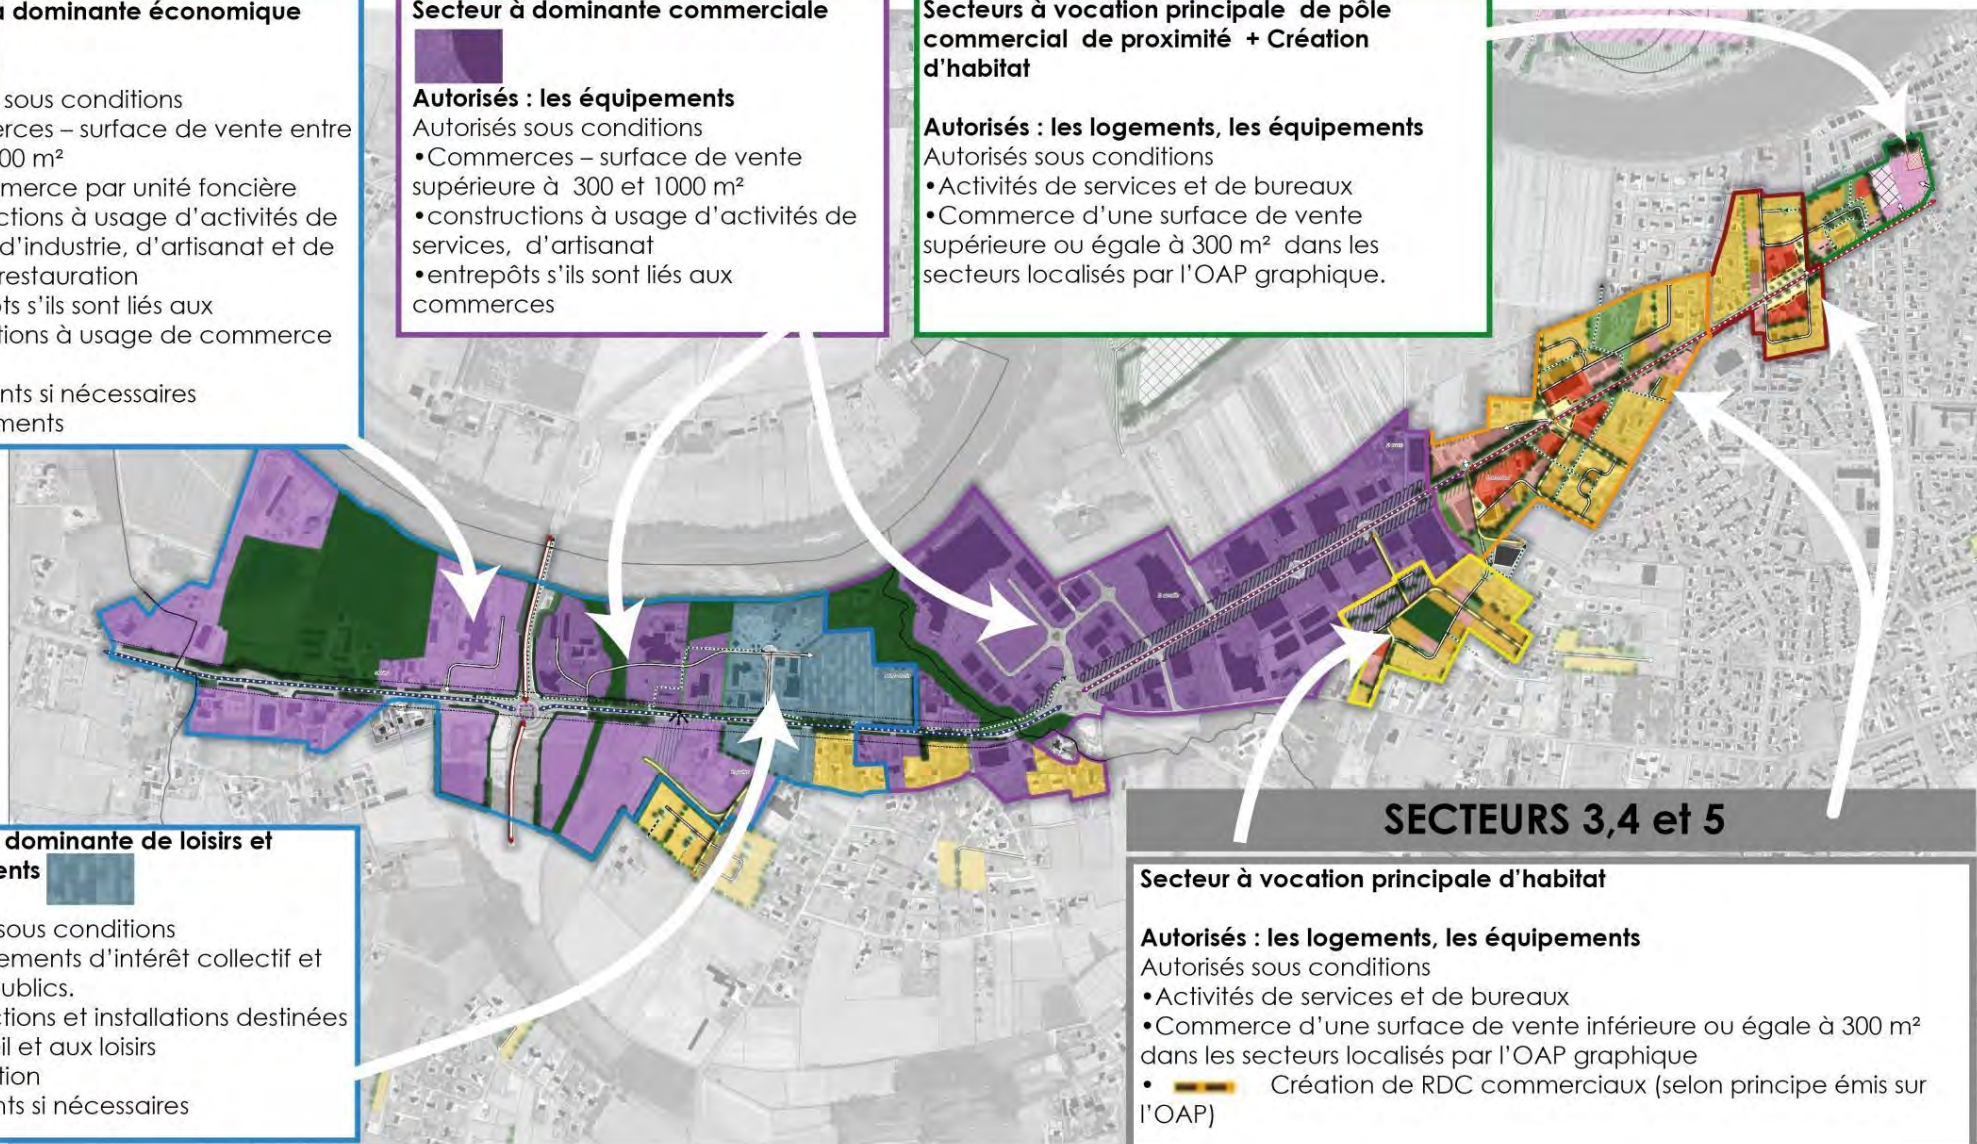 à dominante économique
sous conditions
erces – surface de vente entre
00 m²
merce par unité foncière
ctions à usage d'activités de
d'industrie, d'artisanat et de
restauration
ts s'ils sont liés aux
tions à usage de commerce
nts si nécessaires
ments
Secteur à dominante commerciale
Autorisés : les équipements
Autorisés sous conditions
•Commerces – surface de vente
supérieure à 300 et 1000 m²
•constructions à usage d'activités de
services, d'artisanat
•entrepôts s'ils sont liés aux
commerces
Secteurs à vocation principale de pôle
commercial de proximité + Création
d'habitat
Autorisés : les logements, les équipements
Autorisés sous conditions
•Activités de services et de bureaux
•Commerce d'une surface de vente
supérieure ou égale à 300 m² dans les
secteurs localisés par l'OAP graphique.
dominante de loisirs et
ents
sous conditions
ements d'intérêt collectif et
ublics.
ctions et installations destinées
il et aux loisirs
tion
nts si nécessaires
SECTEURS 3,4 et 5
Secteur à vocation principale d'habitat
Autorisés : les logements, les équipements
Autorisés sous conditions
•Activités de services et de bureaux
•Commerce d'une surface de vente inférieure ou égale à 300 m²
dans les secteurs localisés par l'OAP graphique
• Création de RDC commerciaux (selon principe émis sur
l'OAP)